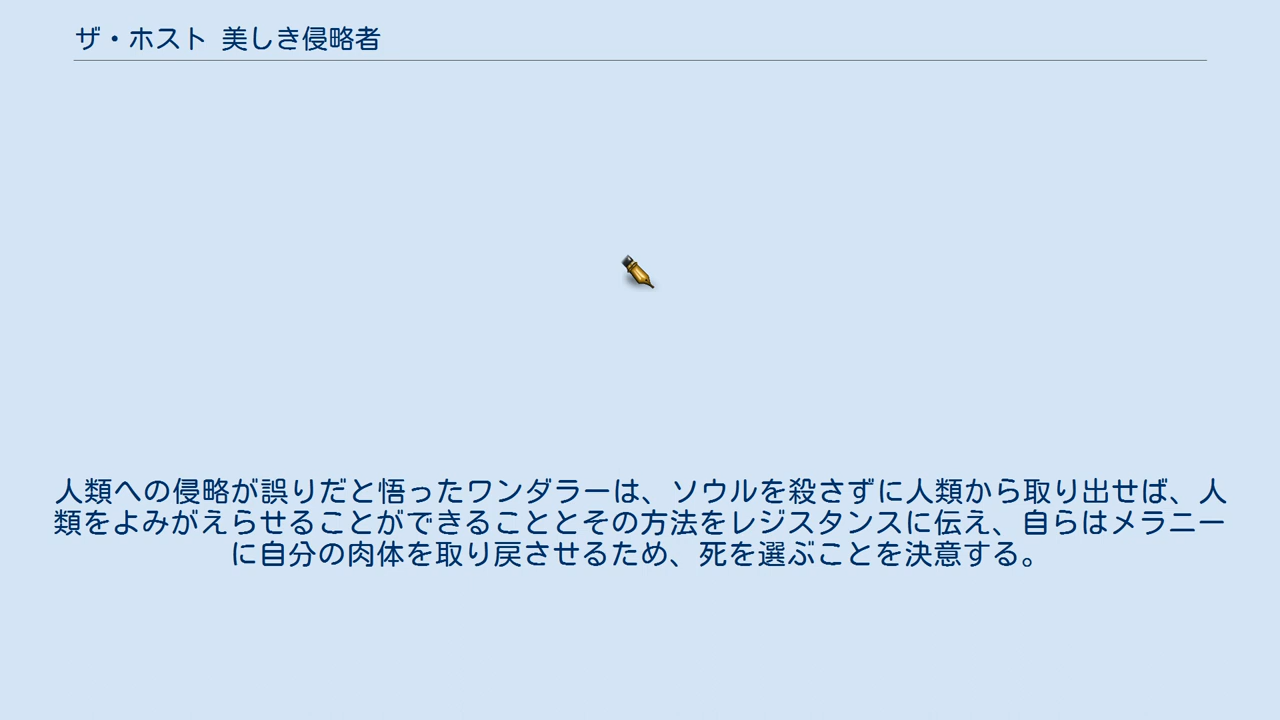 ザ・ホスト 美しき侵略者
人類への侵略が誤りだと悟ったワンダラーは、ソウルを殺さずに人類から取り出せば、人
類をよみがえらせることができることとその方法をレジスタンスに伝え、自らはメラニー
に自分の肉体を取り戻させるため、死を選ぶことを決意する。